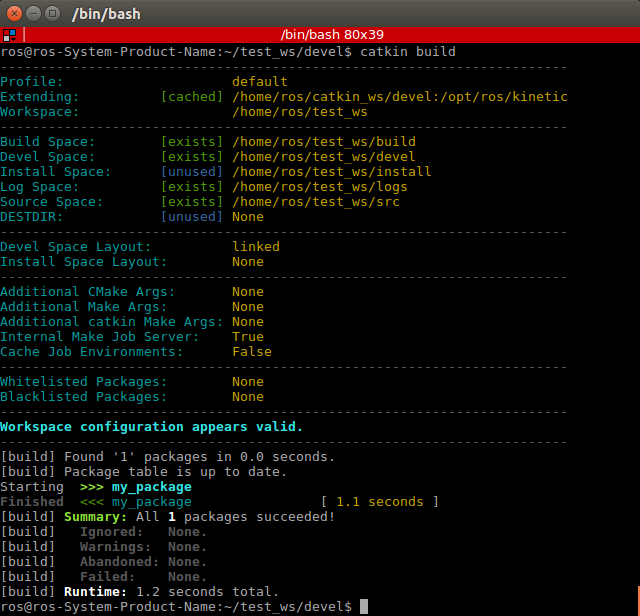 /bin/bash
/bin/bash 80x39
ros@ros-System-Product-Name:~/test_ws/devel$ catkin build
-----------------------------------------------------------------------
Profile:                     default
Extending:          [cached] /home/ros/catkin_ws/devel:/opt/ros/kinetic
Workspace:                   /home/ros/test_ws
-----------------------------------------------------------------------
Build Space:        [exists] /home/ros/test_ws/build
Devel Space:        [exists] /home/ros/test_ws/devel
Install Space:      [unused] /home/ros/test_ws/install
Log Space:          [exists] /home/ros/test_ws/logs
Source Space:       [exists] /home/ros/test_ws/src
DESTDIR:            [unused] None
-----------------------------------------------------------------------
Devel Space Layout:          linked
Install Space Layout:        None
-----------------------------------------------------------------------
Additional CMake Args:       None
Additional Make Args:        None
Additional catkin Make Args: None
Internal Make Job Server:    True
Cache Job Environments:      False
-----------------------------------------------------------------------
Whitelisted Packages:        None
Blacklisted Packages:        None
-----------------------------------------------------------------------
Workspace configuration appears valid.
-----------------------------------------------------------------------
[build] Found '1' packages in 0.0 seconds.
[build] Package table is up to date.
Starting  >>> my_package
Finished  <<< my_package                [ 1.1 seconds ]
[build] Summary: All 1 packages succeeded!
[build]   Ignored:   None.
[build]   Warnings:  None.
[build]   Abandoned: None.
[build]   Failed:    None.
[build] Runtime: 1.2 seconds total.
ros@ros-System-Product-Name:~/test_ws/devel$